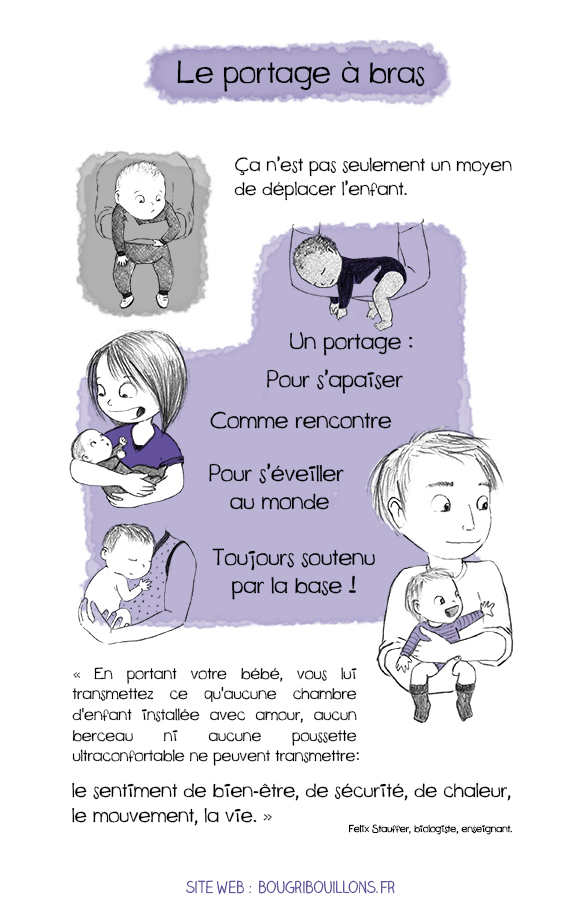 Le portage à bras
Ça n'est pas seulement un moyen
de déplacer l'enfant.
Un portage :
Pour s'apaiser
Comme rencontre
Pour s'éveiller
au monde
Toujours soutenu
par la base !
« En portant votre bébé, vous lui
transmettez ce qu'aucune chambre
d'enfant installée avec amour, aucun
berceau ni aucune poussette
ultraconfortable ne peuvent transmettre:
le sentiment de bien-être, de sécurité, de chaleur,
le mouvement, la vie. »
Felix Stauffer, biologiste, enseignant.
SITE WEB : BOUGRIBOUILLONS.FR